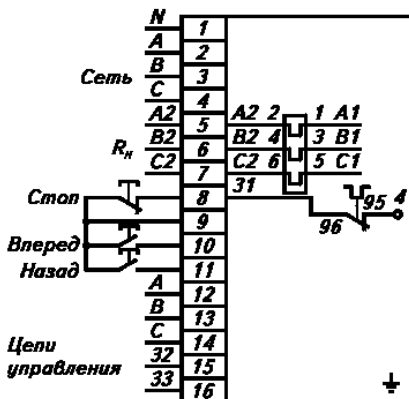 N 1
A 2
Сеть B 3
C 4
A2 5 A2 2 1 A1
Rн B2 6 B2 4 3 B1
C2 7 C2 6 5 C1
Стоп 8 31
9 95 4
Вперед 10 96
Назад 11
A 12
B 13
Цепи C 14
управления 32 15
33 16